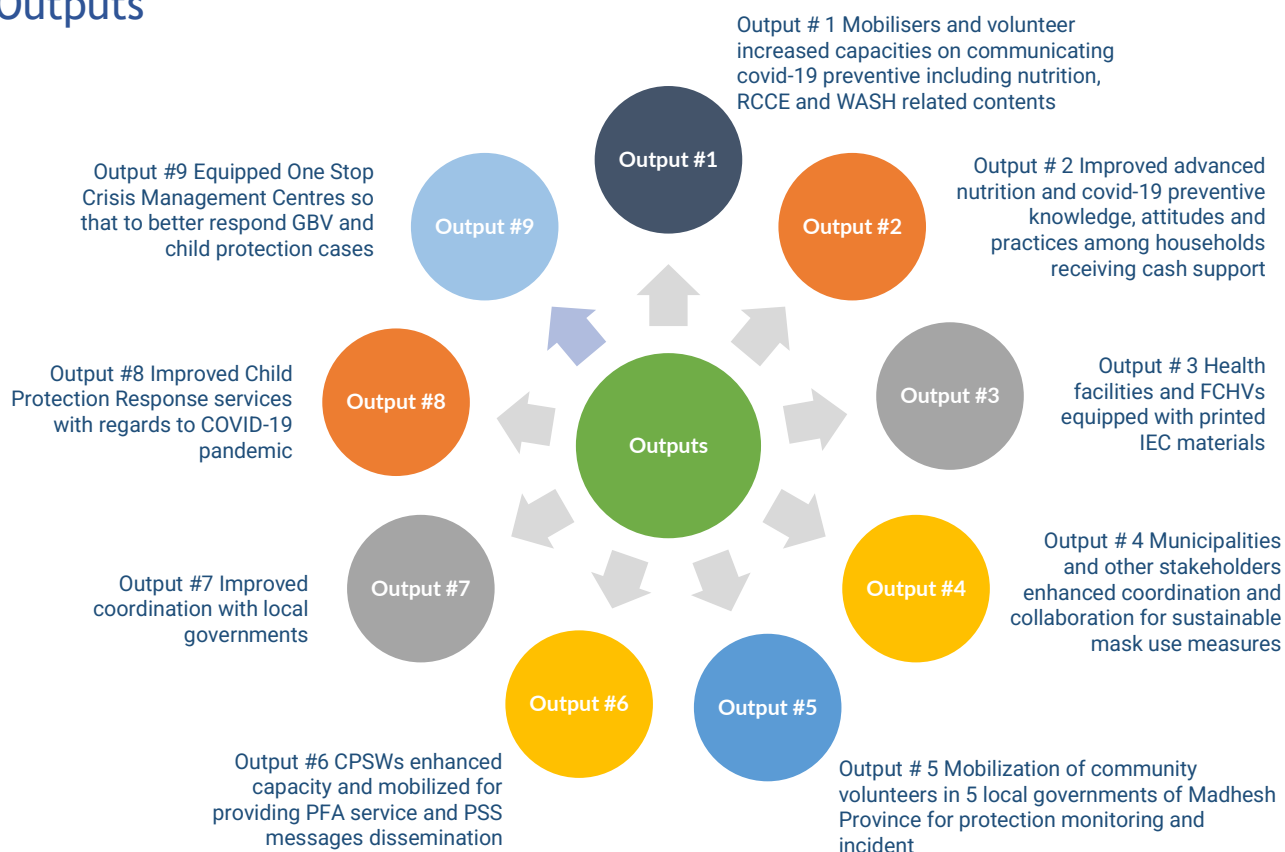 Outputs
Output # 1 Mobilisers and volunteer
increased capacities on communicating
covid-19 preventive including nutrition,
RCCE and WASH related contents
Output #1
Output # 2 Improved advanced
nutrition and covid-19 preventive
knowledge, attitudes and
practices among households
receiving cash support
Output #2
Output # 3 Health
facilities and FCHVs
equipped with printed
IEC materials
Output #3
Output # 4 Municipalities
and other stakeholders
enhanced coordination and
collaboration for sustainable
mask use measures
Output #4
Output # 5 Mobilization of community
volunteers in 5 local governments of Madhesh
Province for protection monitoring and
incident
Output #5
Output #6 CPSWs enhanced
capacity and mobilized for
providing PFA service and PSS
messages dissemination
Output #6
Output #7 Improved
coordination with local
governments
Output #7
Output #8 Improved Child
Protection Response services
with regards to COVID-19
pandemic
Output #8
Output #9 Equipped One Stop
Crisis Management Centres so
that to better respond GBV and
child protection cases
Output #9
Outputs